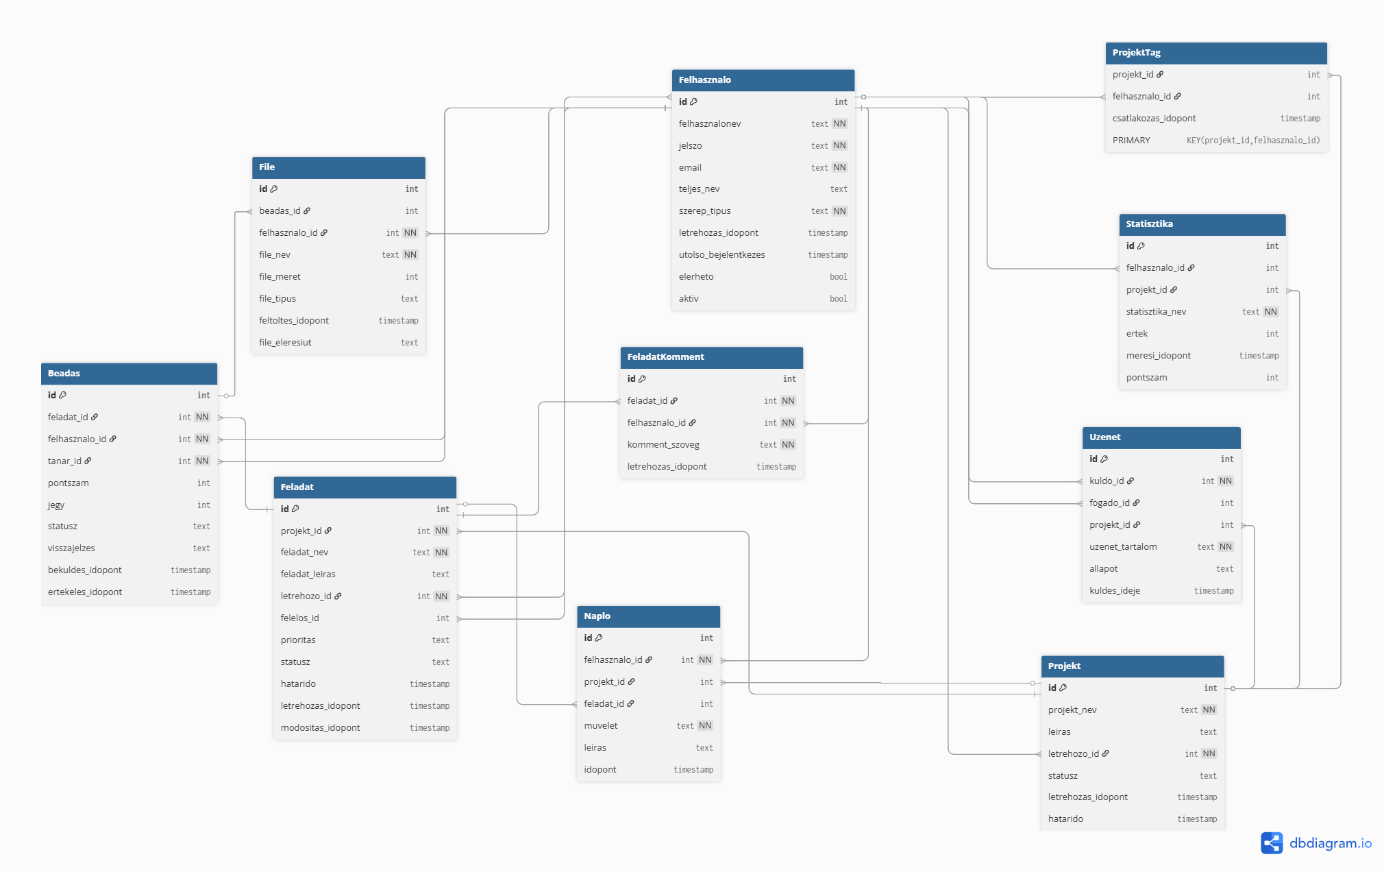 ProjektTag
projekt_id int
felhasznalo_id int
csatlakozas_idopont timestamp
PRIMARY KEY(projekt_id,felhasznalo_id)
Felhasznalo
id int
felhasznalonev text NN
jelszo text NN
email text NN
teljes_nev text
szerep_tipus text NN
letrehozas_idopont timestamp
utolso_bejelentkezes timestamp
elerheto bool
aktiv bool
File
id int
beadas_id int
felhasznalo_id int NN
file_nev text NN
file_meret int
file_tipus text
feltoltes_idopont timestamp
file_eleresiut text
Statisztika
id int
felhasznalo_id int
projekt_id int
statisztika_nev text NN
ertek int
meresi_idopont timestamp
pontszam int
FeladatKomment
id int
feladat_id int NN
felhasznalo_id int NN
komment_szoveg text NN
letrehozas_idopont timestamp
Beadas
id int
feladat_id int NN
felhasznalo_id int NN
tanar_id int NN
pontszam int
jegy int
statusz text
visszajelzes text
bekuldes_idopont timestamp
ertekeles_idopont timestamp
Uzenet
id int
kuldo_id int NN
fogado_id int
projekt_id int
uzenet_tartalom text NN
allapot text
kuldes_ideje timestamp
Feladat
id int
projekt_id int NN
feladat_nev text NN
feladat_leiras text
letrehozo_id int NN
felelos_id int
prioritas text
statusz text
hatarido timestamp
letrehozas_idopont timestamp
modositas_idopont timestamp
Naplo
id int
felhasznalo_id int NN
projekt_id int
feladat_id int
muvelet text NN
leiras text
idopont timestamp
Projekt
id int
projekt_nev text NN
leiras text
letrehozo_id int NN
statusz text
letrehozas_idopont timestamp
hatarido timestamp
dbdiagram.io